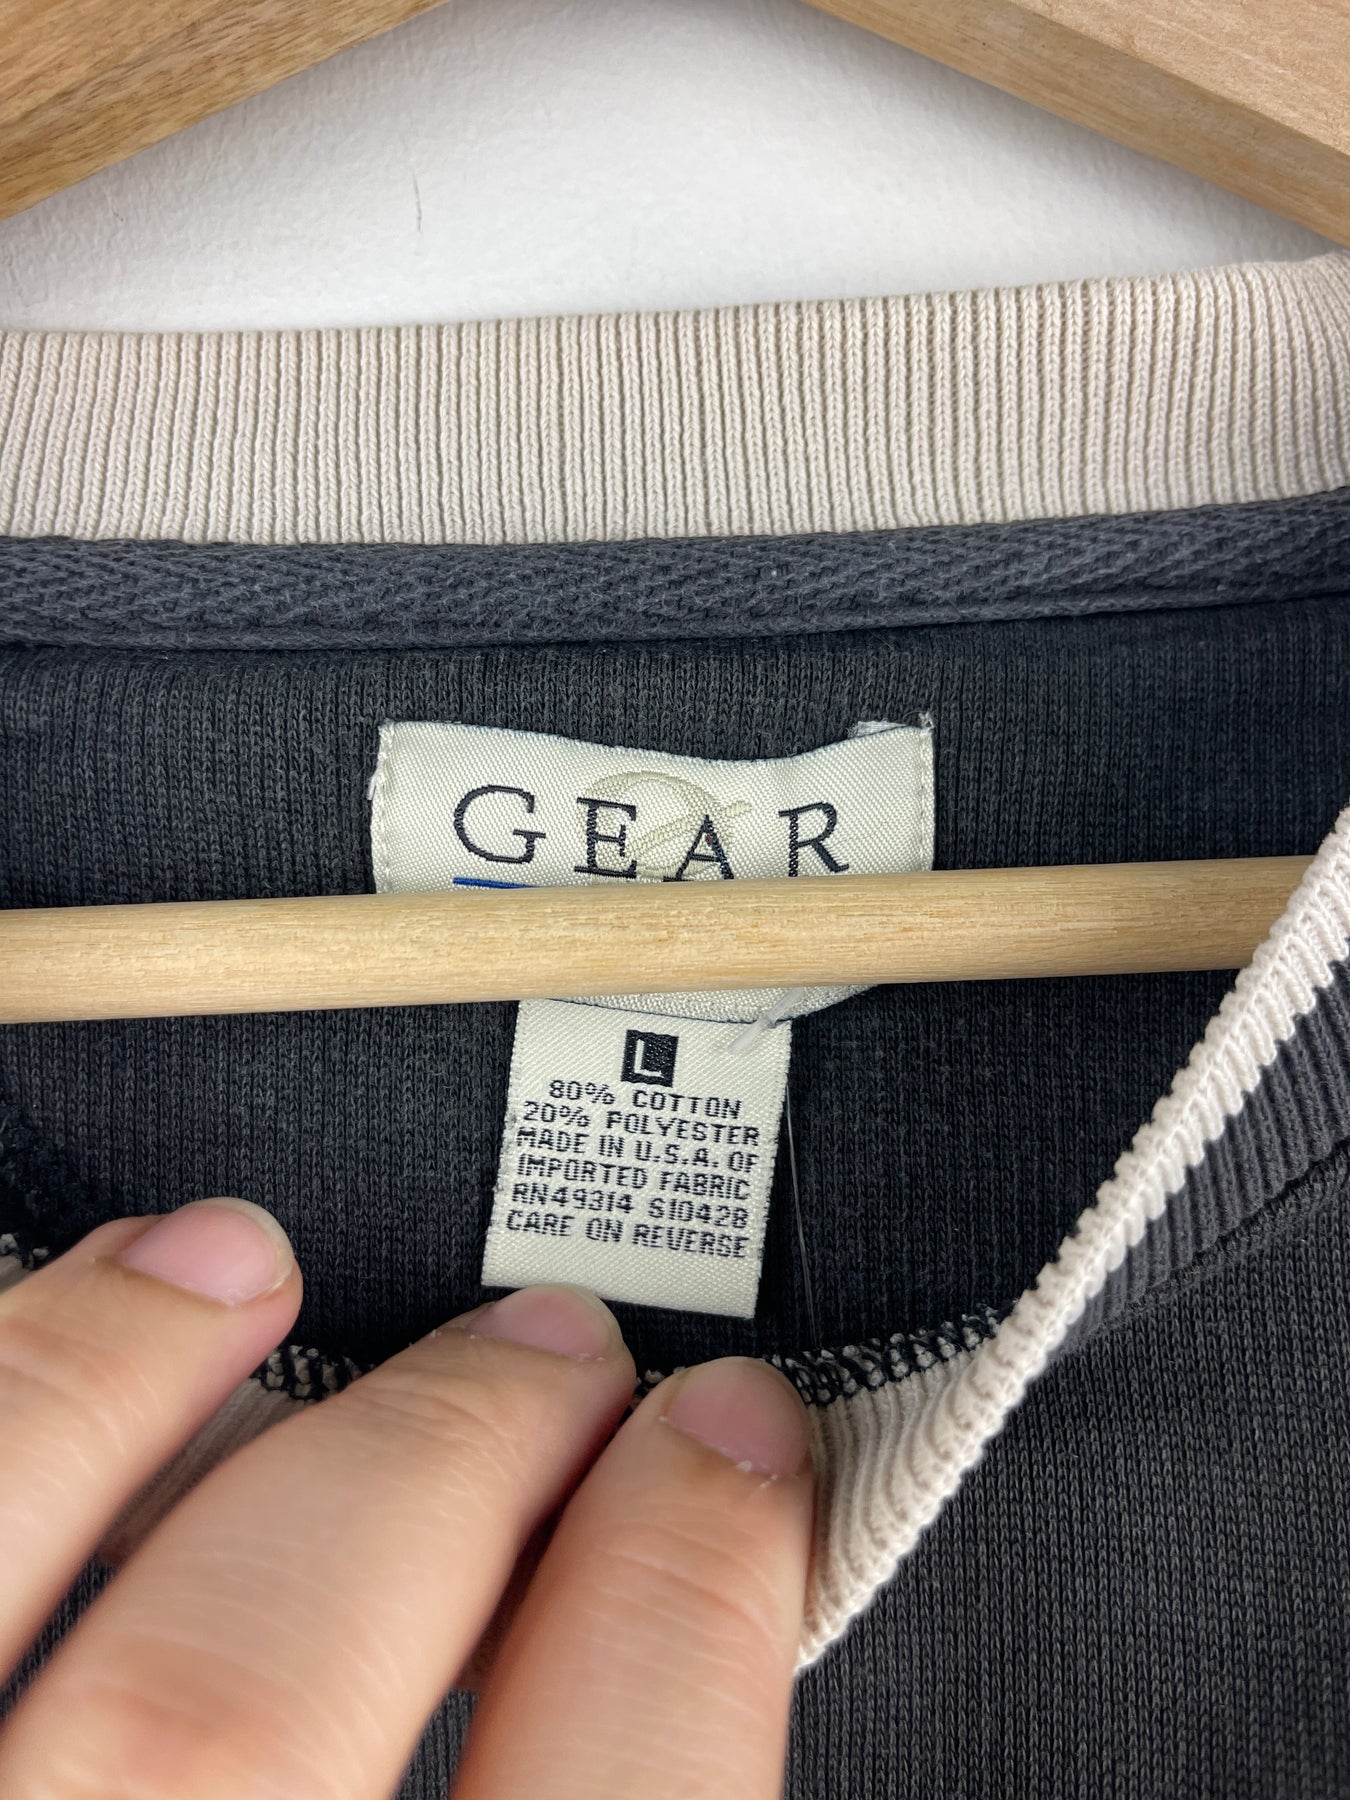 GEAR
L
80% COTTON
20% POLYESTER
MADE IN U.S.A. OF
IMPORTED FABRIC
RN49314 S10428
CARE ON REVERSE